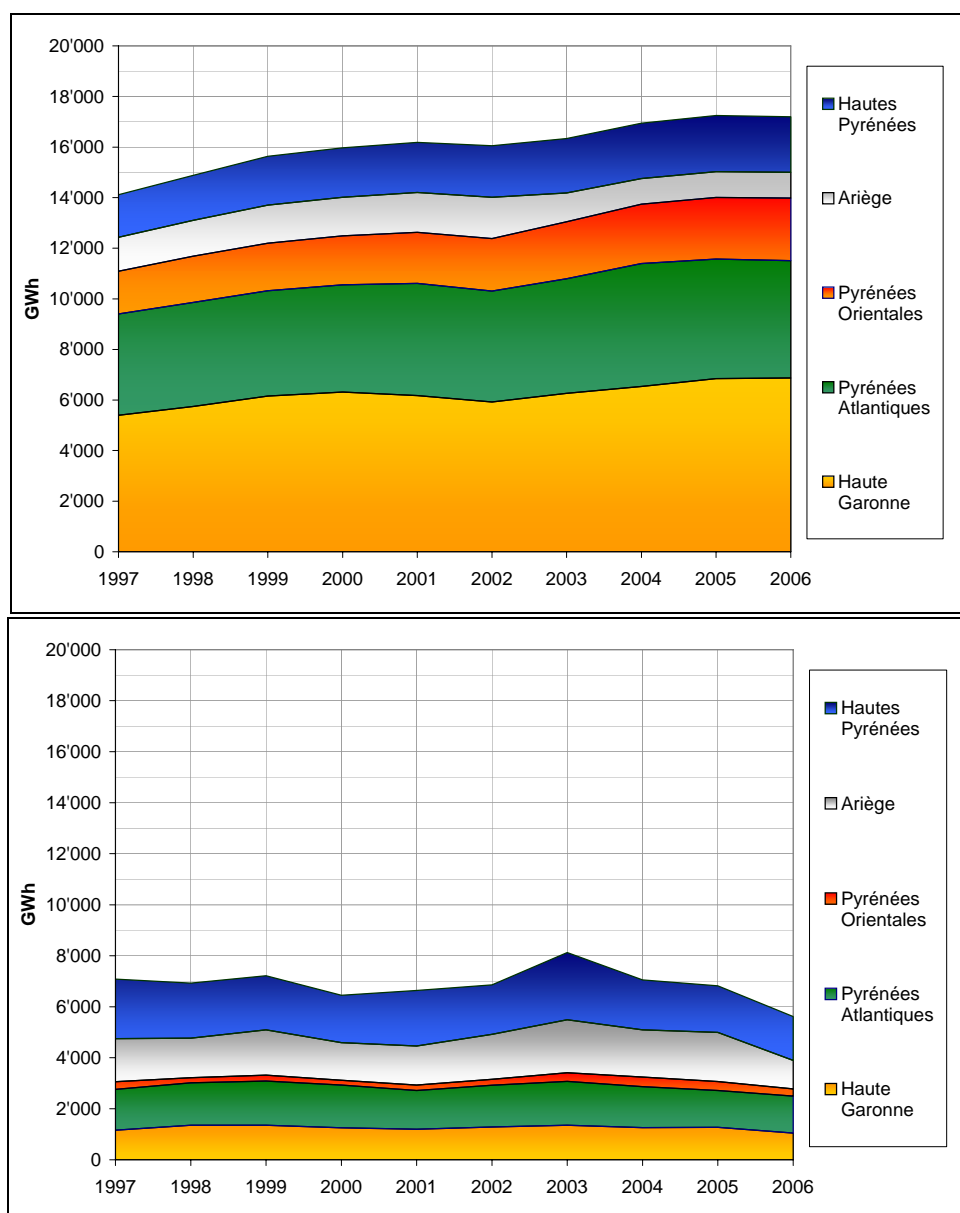 20'000
18'000
16'000
14'000
12'000
10'000
8'000
6'000
4'000
2'000
0
GWh
1997 1998 1999 2000 2001 2002 2003 2004 2005 2006
Hautes
Pyrénées
Ariège
Pyrénées
Orientales
Pyrénées
Atlantiques
Haute
Garonne
20'000
18'000
16'000
14'000
12'000
10'000
8'000
6'000
4'000
2'000
0
GWh
1997 1998 1999 2000 2001 2002 2003 2004 2005 2006
Hautes
Pyrénées
Ariège
Pyrénées
Orientales
Pyrénées
Atlantiques
Haute
Garonne